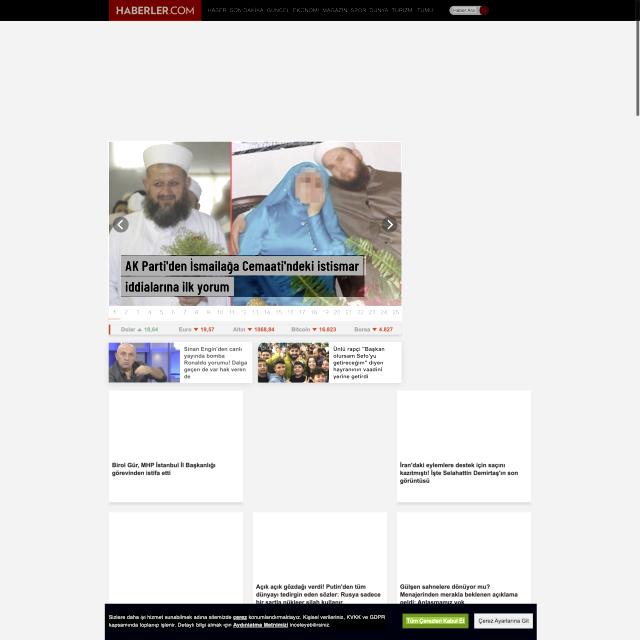 HABERLER.COM
HABER SON DAKİKA GÜNCEL EKONOMİ MAGAZİN SPOR DÜNYA TURİZM TÜMÜ
Haber Ara
AK Parti'den İsmailağa Cemaati'ndeki istismar
iddialarına ilk yorum
1 2 3 4 5 6 7 8 9 10 11 12 13 14 15 16 17 18 19 20 21 22 23 24 25
Dolar 18,64 Euro 19,57 Altın 1068,84 Bitcoin 16.823 Borsa 4.827
Sinan Engin'den canlı
yayında bomba
Ronaldo yorumu! Dalga
geçen de var hak veren
de
Ünlü rapçi "Başkan
olursam Sefo'yu
getireceğim" diyen
hayranının vaadini
yerine getirdi
Birol Gür, MHP İstanbul İl Başkanlığı
görevinden istifa etti
İran'daki eylemlere destek için saçını
kazıtmıştı! İşte Selahattin Demirtaş'ın son
görüntüsü
Açık açık gözdağı verdi! Putin'den tüm
dünyayı tedirgin eden sözler: Rusya sadece
bir şartla nükleer silah kullanır
Gülşen sahnelere dönüyor mu?
Menajerinden merakla beklenen açıklama
geldi: Anlaşmamız yok
Sizlere daha iyi hizmet sunabilmek adına sitemizde çerez konumlandırmaktayız. Kişisel verileriniz, KVKK ve GDPR
kapsamında toplanıp işlenir. Detaylı bilgi almak için Aydınlatma Metnimizi inceleyebilirsiniz.
Tüm Çerezleri Kabul Et
Çerez Ayarlarına Git